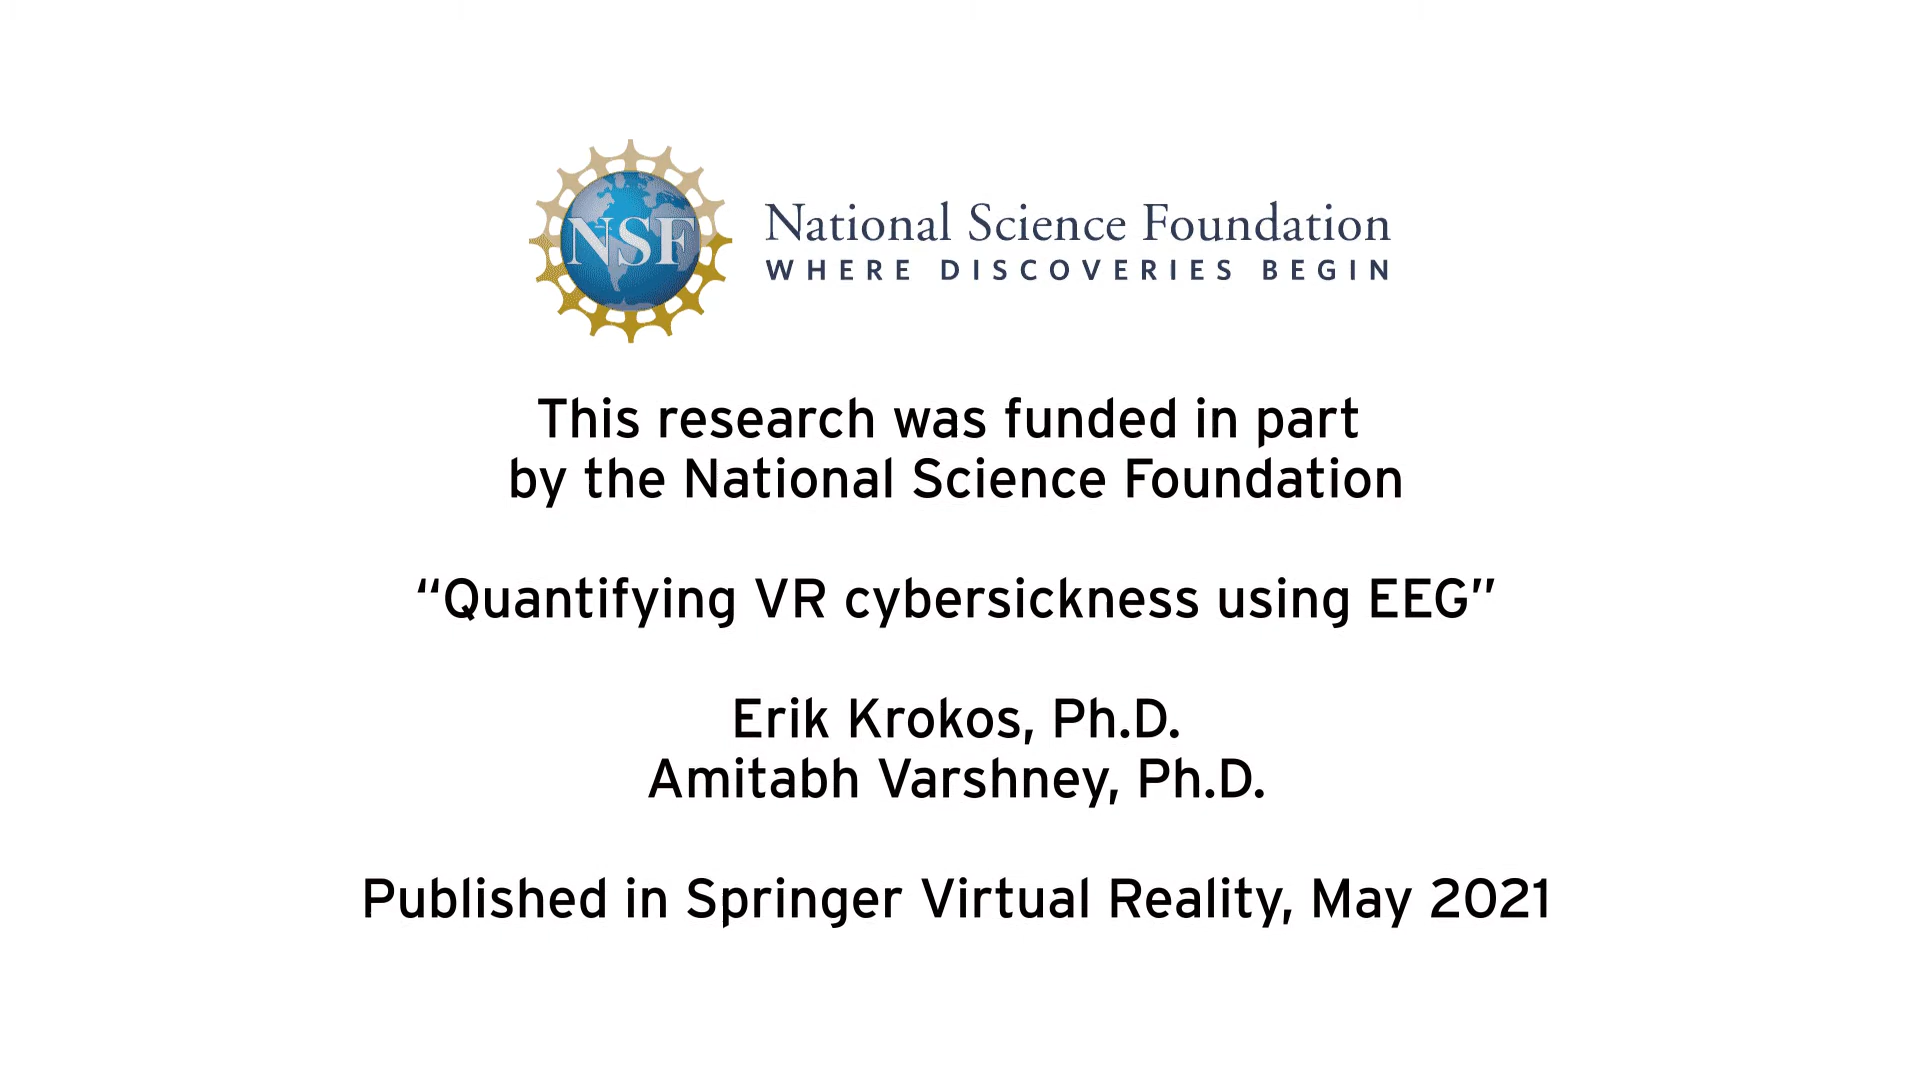 NSF
National Science Foundation
WHERE DISCOVERIES BEGIN
This research was funded in part
by the National Science Foundation
“Quantifying VR cybersickness using EEG”
Erik Krokos, Ph.D.
Amitabh Varshney, Ph.D.
Published in Springer Virtual Reality, May 2021